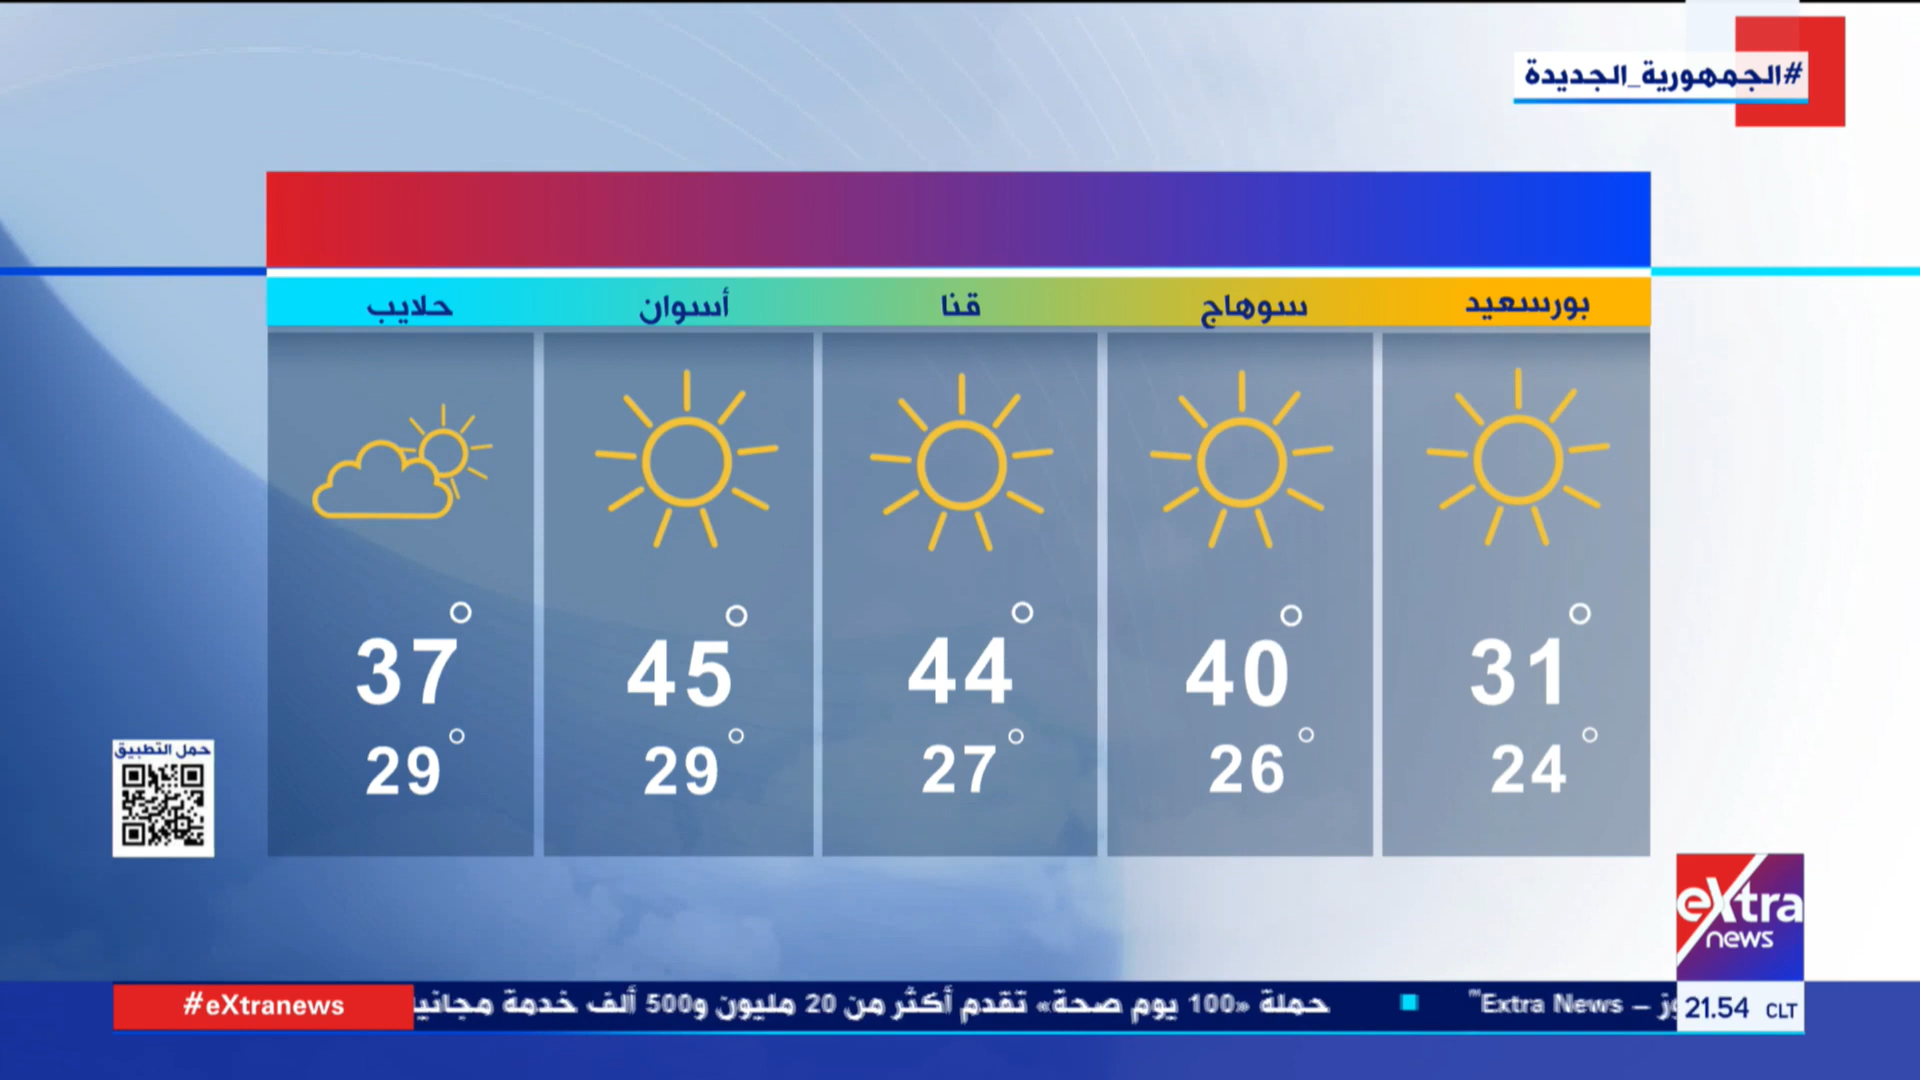 #الجمهورية_الجديدة
بورسعيد
سوهاج
قنا
أسوان
حلايب
31° 40° 44° 45° 37°
24° 26° 27° 29° 29°
حمل التطبيق
eXtra
news
21.54 CLT
Extra News –
حملة «100 يوم صحة» تقدم أكثر من 20 مليون و500 ألف خدمة
#eXtranews